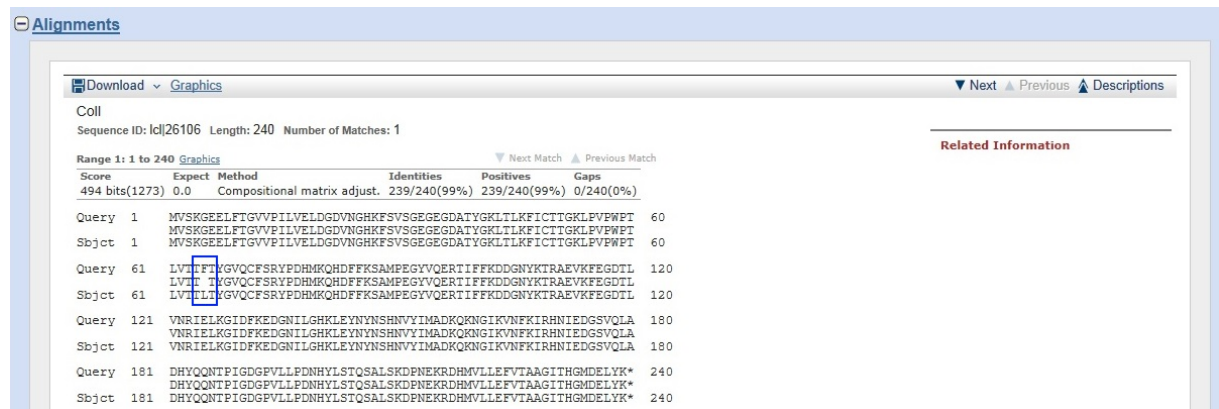 Alignments
Download Graphics Next Previous Descriptions
Coll
Sequence ID: lcl|26106 Length: 240 Number of Matches: 1
Related Information
Range 1: 1 to 240 Graphics Next Match Previous Match
Score Expect Method Identities Positives Gaps
494 bits(1273) 0.0 Compositional matrix adjust. 239/240(99%) 239/240(99%) 0/240(0%)
Query 1 MVSKGEELFTGVVPILVELDGDVNGHKFSVSGEGEGDATYGKLTLKFICTTGKLPVPWPT 60
MVSKGEELFTGVVPILVELDGDVNGHKFSVSGEGEGDATYGKLTLKFICTTGKLPVPWPT
Sbjct 1 MVSKGEELFTGVVPILVELDGDVNGHKFSVSGEGEGDATYGKLTLKFICTTGKLPVPWPT 60
Query 61 LVTTFTYGVQCFSRYPDHMKQHDFFKSAMPEGYVQERTIFFKDDGNYKTRAEVKFEGDTL 120
LVTT TYGVQCFSRYPDHMKQHDFFKSAMPEGYVQERTIFFKDDGNYKTRAEVKFEGDTL
Sbjct 61 LVTTLTYGVQCFSRYPDHMKQHDFFKSAMPEGYVQERTIFFKDDGNYKTRAEVKFEGDTL 120
Query 121 VNRIELKGIDFKEDGNILGHKLEYNYNSHNVYIMADKQKNGIKVNFKIRHNIEDGSVQLA 180
VNRIELKGIDFKEDGNILGHKLEYNYNSHNVYIMADKQKNGIKVNFKIRHNIEDGSVQLA
Sbjct 121 VNRIELKGIDFKEDGNILGHKLEYNYNSHNVYIMADKQKNGIKVNFKIRHNIEDGSVQLA 180
Query 181 DHYQQNTPIGDGPVLLPDNHYLSTQSALSKDPNEKRDHMVLLEFVTAAGITHGMDELYK* 240
DHYQQNTPIGDGPVLLPDNHYLSTQSALSKDPNEKRDHMVLLEFVTAAGITHGMDELYK*
Sbjct 181 DHYQQNTPIGDGPVLLPDNHYLSTQSALSKDPNEKRDHMVLLEFVTAAGITHGMDELYK* 240